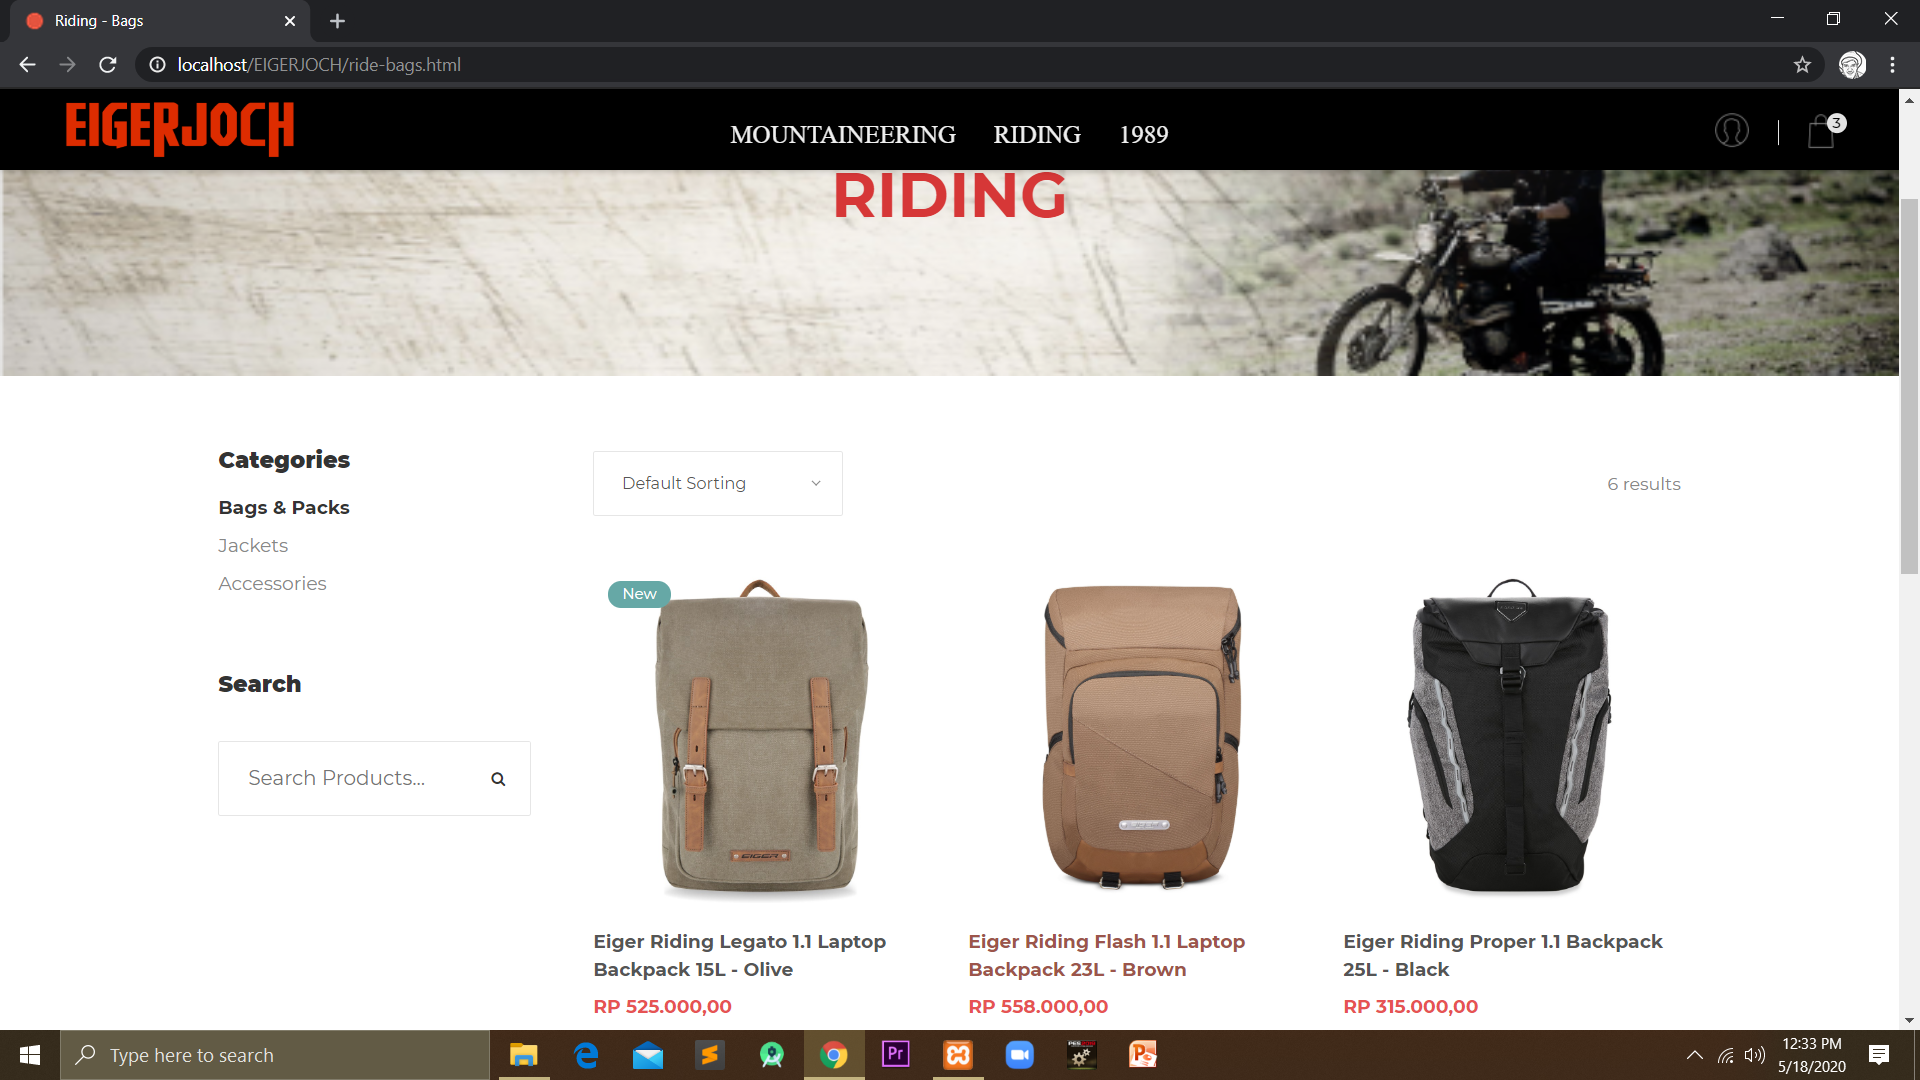 Riding - Bags
localhost/EIGERJOCH/ride-bags.html
EIGERJOCH
MOUNTAINEERING RIDING 1989
3
RIDING
Categories
Bags & Packs
Jackets
Accessories
Search
Search Products...
Default Sorting
6 results
New
EIGER
Eiger Riding Legato 1.1 Laptop
Backpack 15L - Olive
RP 525.000,00
Eiger Riding Flash 1.1 Laptop
Backpack 23L - Brown
RP 558.000,00
Eiger Riding Proper 1.1 Backpack
25L - Black
RP 315.000,00
Type here to search
Pr
12:33 PM
5/18/2020